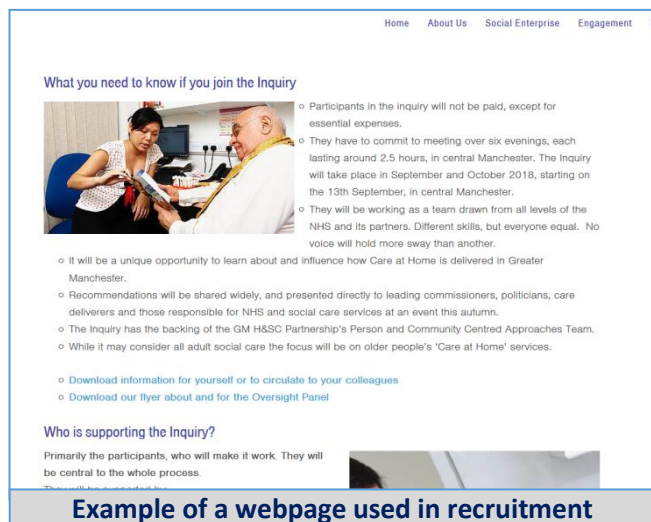 Home About Us Social Enterprise Engagement
What you need to know if you join the Inquiry
Participants in the inquiry will not be paid, except for
essential expenses.
They have to commit to meeting over six evenings, each
lasting around 2.5 hours, in central Manchester. The Inquiry
will take place in September and October 2018, starting on
the 13th September, in central Manchester.
They will be working as a team drawn from all levels of the
NHS and its partners. Different skills, but everyone equal. No
voice will hold more sway than another.
It will be a unique opportunity to learn about and influence how Care at Home is delivered in Greater
Manchester.
Recommendations will be shared widely, and presented directly to leading commissioners, politicians, care
deliverers and those responsible for NHS and social care services at an event this autumn.
The Inquiry has the backing of the GM H&SC Partnership's Person and Community Centred Approaches Team.
While it may consider all adult social care the focus will be on older people's 'Care at Home' services.
Download information for yourself or to circulate to your colleagues
Download our flyer about and for the Oversight Panel
Who is supporting the Inquiry?
Primarily the participants, who will make it work. They will
be central to the whole process.
Example of a webpage used in recruitment